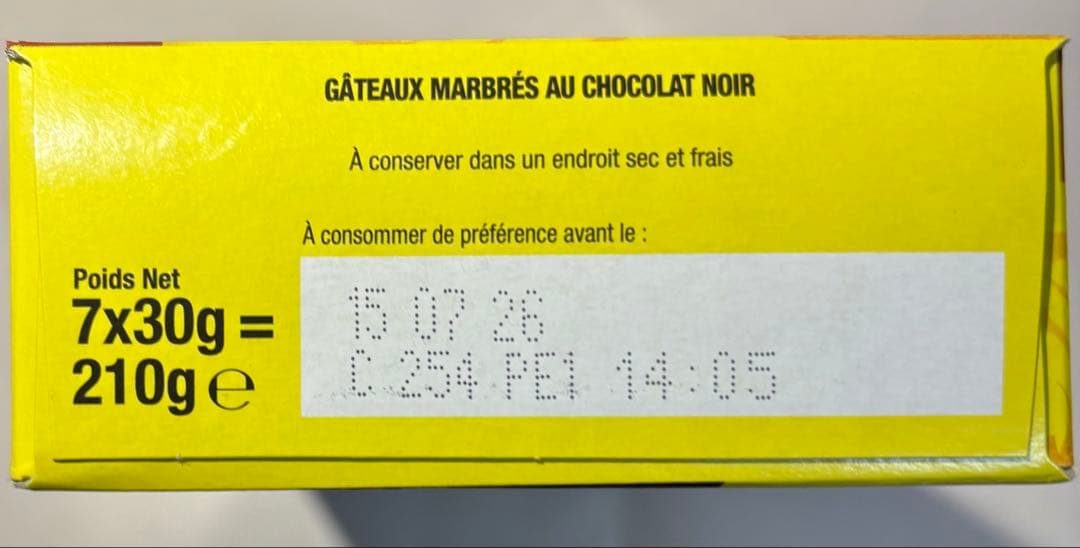 GÂTEAUX MARBRÉS AU CHOCOLAT NOIR
À conserver dans un endroit sec et frais
À consommer de préférence avant le :
Poids Net
7x30g =
210g e
15 07 26
C 254 PE1 14:05